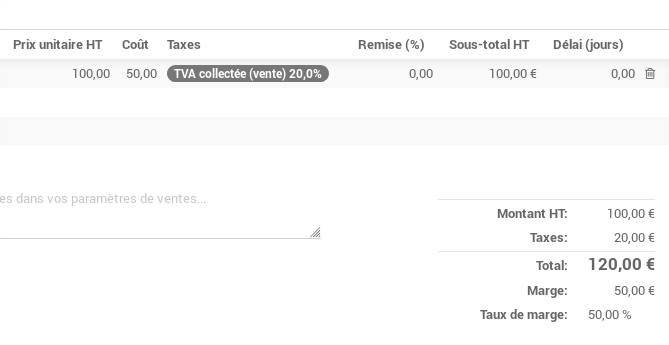 Prix unitaire HT Coût Taxes Remise (%) Sous-total HT Délai (jours)
100,00 50,00 TVA collectée (vente) 20,0% 0,00 100,00 € 0,00
es dans vos paramètres de ventes...
Montant HT: 100,00 €
Taxes: 20,00 €
Total: 120,00 €
Marge: 50,00 €
Taux de marge: 50,00 %